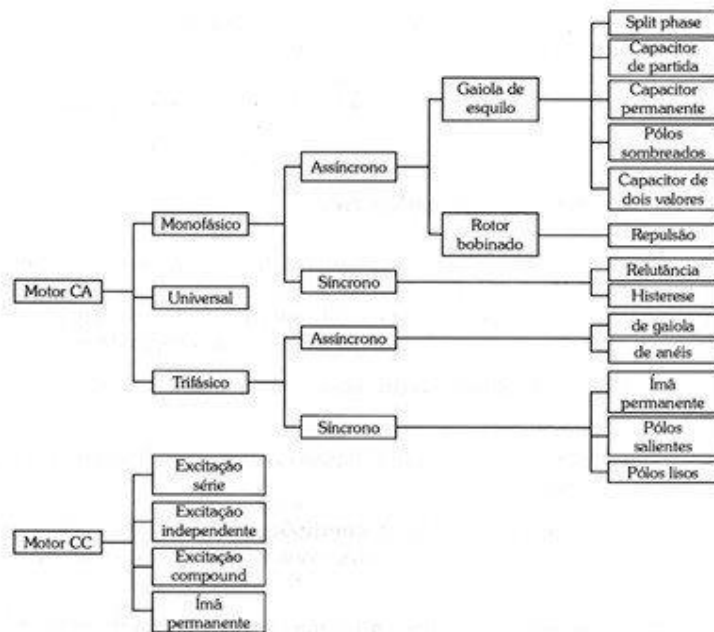 Split phase
Capacitor
de partida
Gaiola de
esquilo
Capacitor
permanente
Pólos
sombreados
Assíncrono
Capacitor de
dois valores
Monofásico
Rotor
bobinado
Repulsão
Motor CA
Universal
Síncrono
Relutância
Histerese
Trifásico
Assíncrono
de gaiola
de anéis
Síncrono
Ímã
permanente
Pólos
salientes
Pólos lisos
Motor CC
Excitação
série
Excitação
independente
Excitação
compound
Ímã
permanente